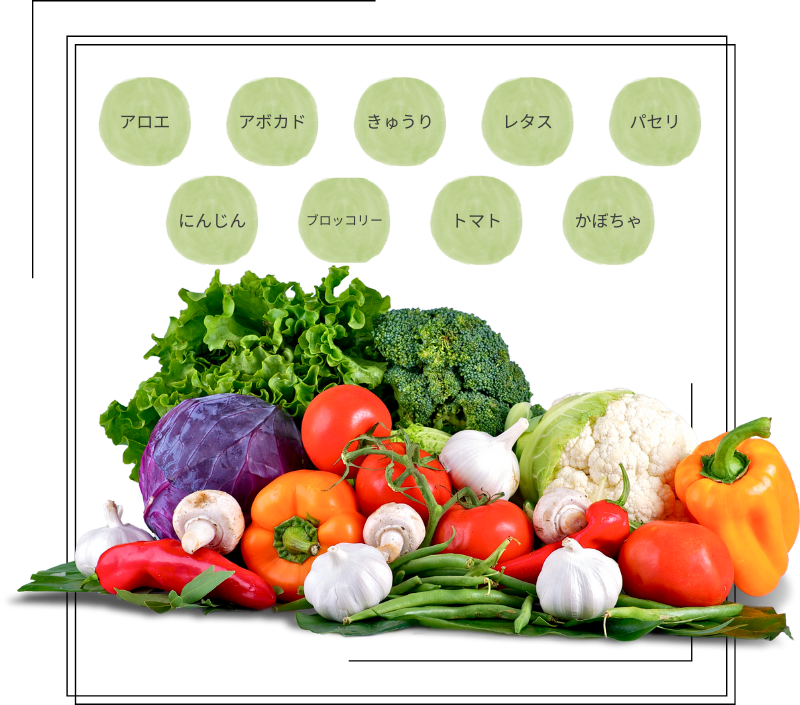 アロエ
アボカド
きゅうり
レタス
パセリ
にんじん
ブロッコリー
トマト
かぼちゃ